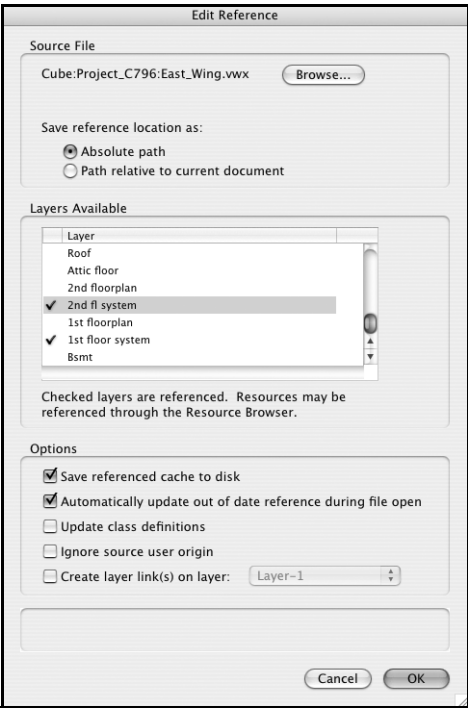 Edit Reference
Source File
Cube:Project_C796:East_Wing.vwx Browse...
Save reference location as:
Absolute path
Path relative to current document
Layers Available
Layer
Roof
Attic floor
2nd floorplan
2nd fl system
1st floorplan
1st floor system
Bsmt
Checked layers are referenced. Resources may be
referenced through the Resource Browser.
Options
Save referenced cache to disk
Automatically update out of date reference during file open
Update class definitions
Ignore source user origin
Create layer link(s) on layer: Layer-1
Cancel OK